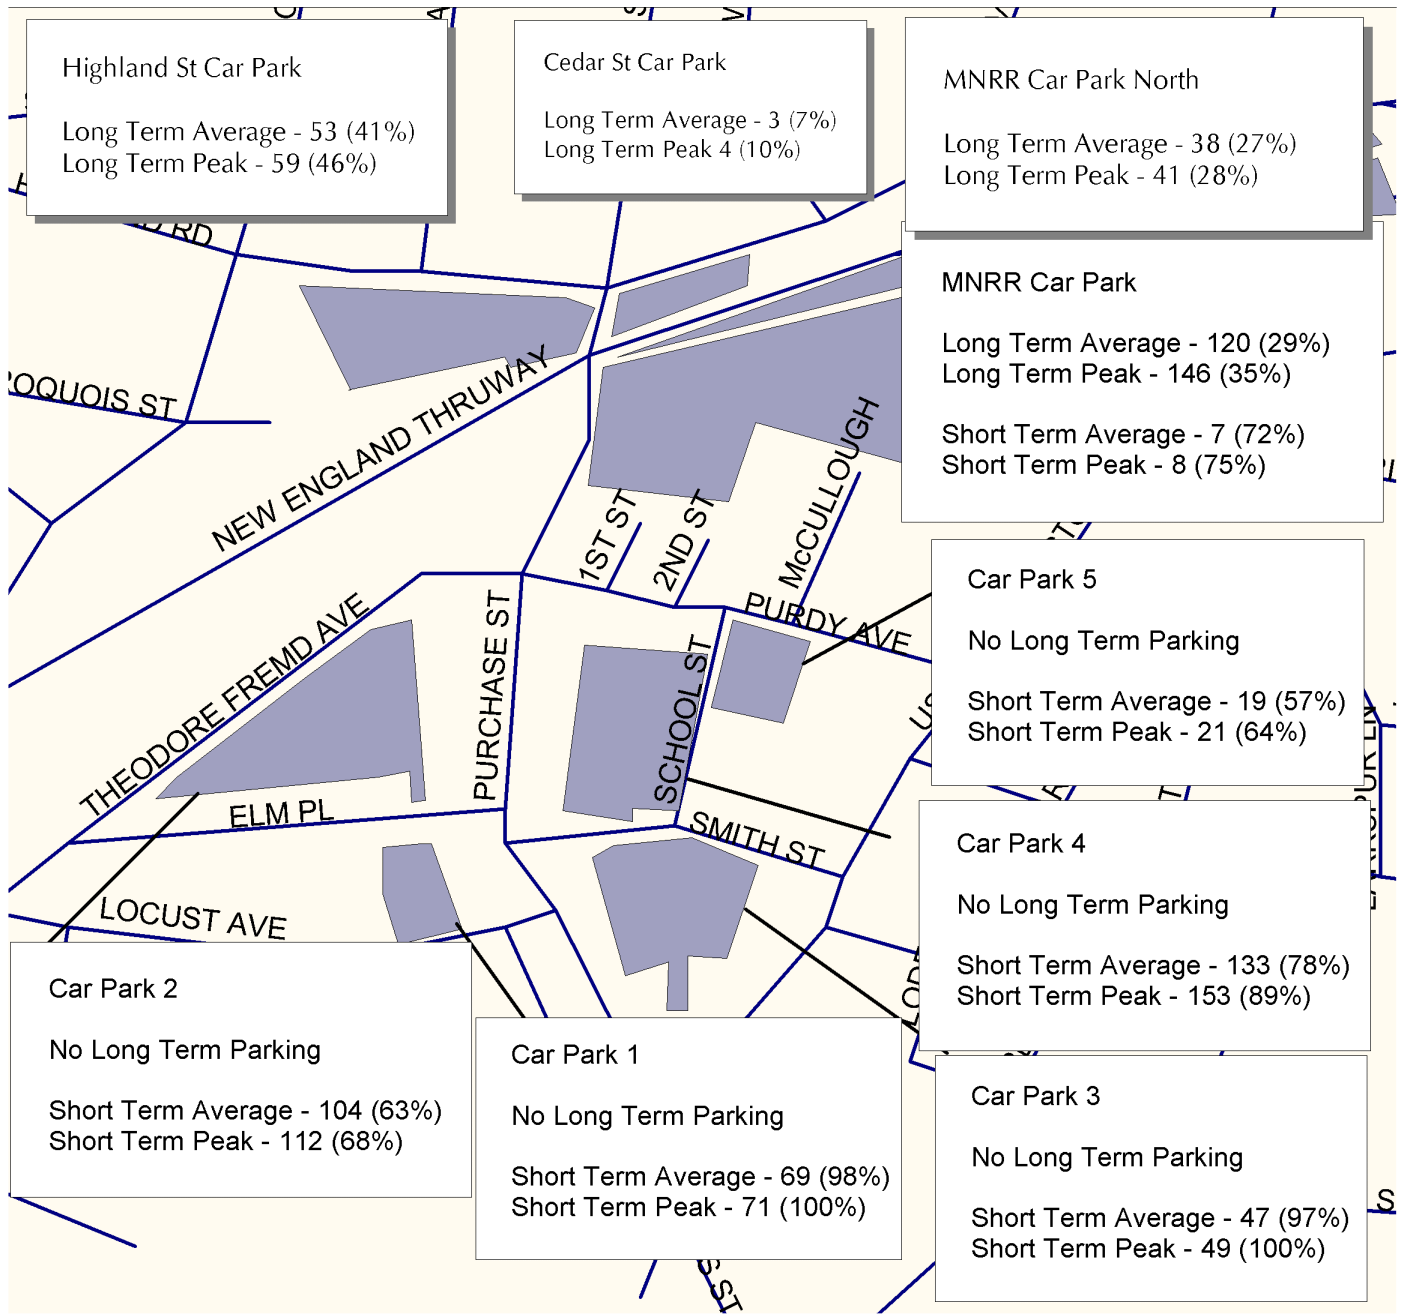 Highland St Car Park
Long Term Average - 53 (41%)
Long Term Peak - 59 (46%)
Cedar St Car Park
Long Term Average - 3 (7%)
Long Term Peak 4 (10%)
MNRR Car Park North
Long Term Average - 38 (27%)
Long Term Peak - 41 (28%)
MNRR Car Park
Long Term Average - 120 (29%)
Long Term Peak - 146 (35%)
Short Term Average - 7 (72%)
Short Term Peak - 8 (75%)
RD
ROQUOIS ST
NEW ENGLAND THRUWAY
1ST ST
2ND ST
McCULLOUGH
PURDY AVE
THEODORE FREMD AVE
PURCHASE ST
SCHOOL ST
ELM PL
SMITH ST
LOCUST AVE
Car Park 5
No Long Term Parking
Short Term Average - 19 (57%)
Short Term Peak - 21 (64%)
Car Park 4
No Long Term Parking
Short Term Average - 133 (78%)
Short Term Peak - 153 (89%)
Car Park 2
No Long Term Parking
Short Term Average - 104 (63%)
Short Term Peak - 112 (68%)
Car Park 1
No Long Term Parking
Short Term Average - 69 (98%)
Short Term Peak - 71 (100%)
Car Park 3
No Long Term Parking
Short Term Average - 47 (97%)
Short Term Peak - 49 (100%)